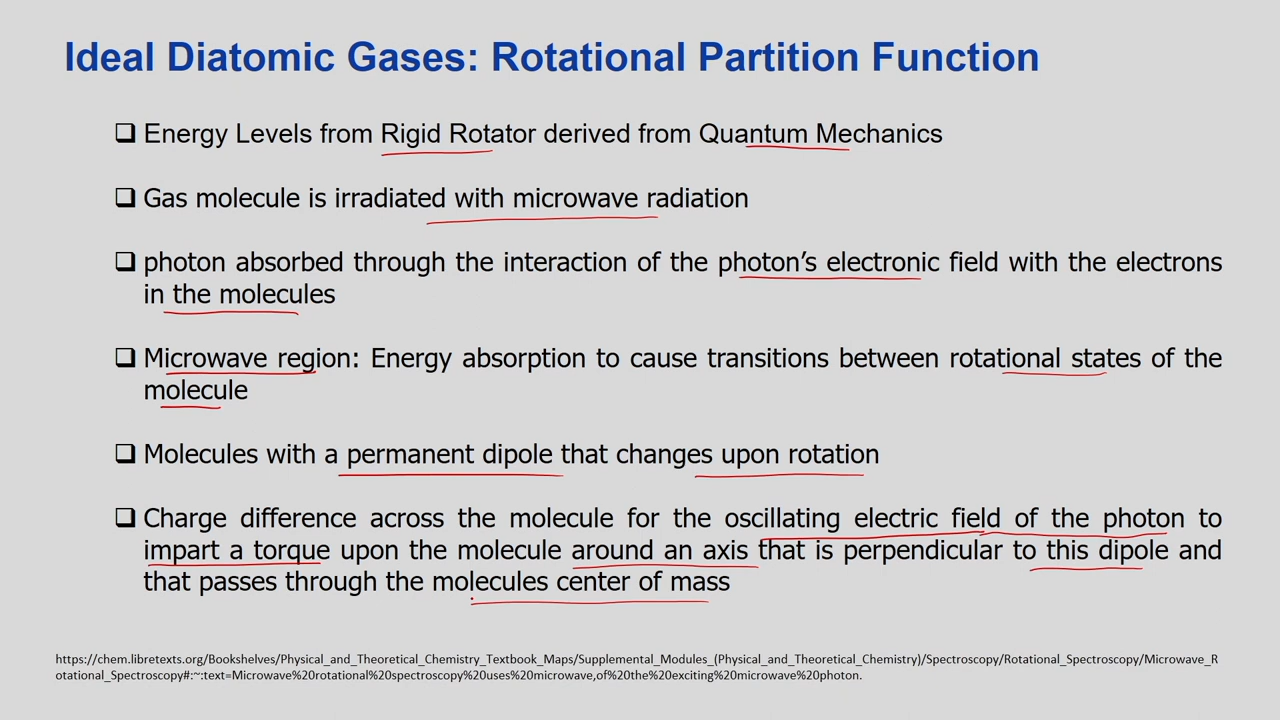 Ideal Diatomic Gases: Rotational Partition Function
❑ Energy Levels from Rigid Rotator derived from Quantum Mechanics
❑ Gas molecule is irradiated with microwave radiation
❑ photon absorbed through the interaction of the photon's electronic field with the electrons
in the molecules
❑ Microwave region: Energy absorption to cause transitions between rotational states of the
molecule
❑ Molecules with a permanent dipole that changes upon rotation
❑ Charge difference across the molecule for the oscillating electric field of the photon to
impart a torque upon the molecule around an axis that is perpendicular to this dipole and
that passes through the molecules center of mass
https://chem.libretexts.org/Bookshelves/Physical_and_Theoretical_Chemistry_Textbook_Maps/Supplemental_Modules_(Physical_and_Theoretical_Chemistry)/Spectroscopy/Rotational_Spectroscopy/Microwave_R
otational_Spectroscopy#:~:text=Microwave%20rotational%20spectroscopy%20uses%20microwave,of%20the%20exciting%20microwave%20photon.